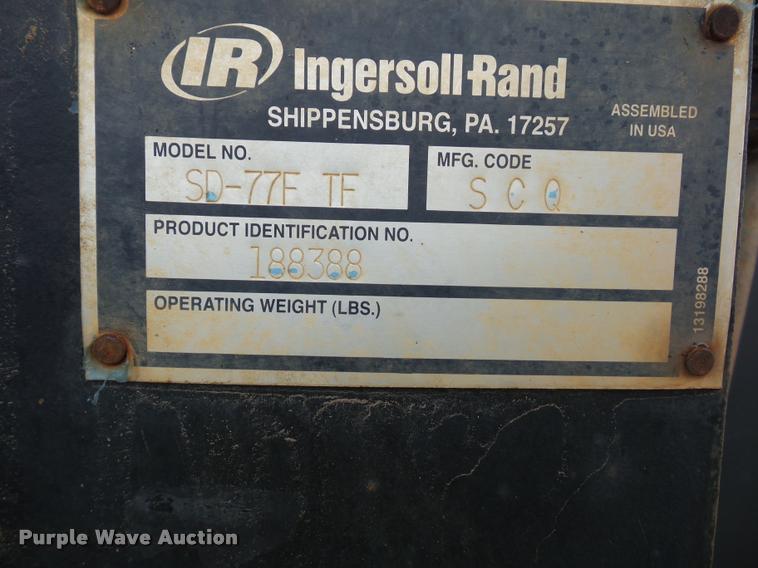 IR Ingersoll-Rand
SHIPPENSBURG, PA. 17257
ASSEMBLED
IN USA
MODEL NO.
SD-77F TF
MFG. CODE
S C Q
PRODUCT IDENTIFICATION NO.
188388
OPERATING WEIGHT (LBS.)
13198288
Purple Wave Auction